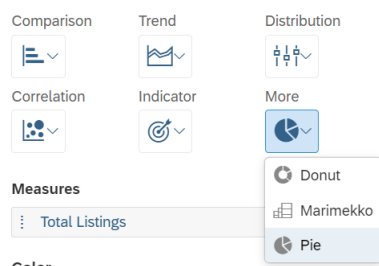 Comparison Trend Distribution
Correlation Indicator More
Donut
Measures
Marimekko
Total Listings
Pie